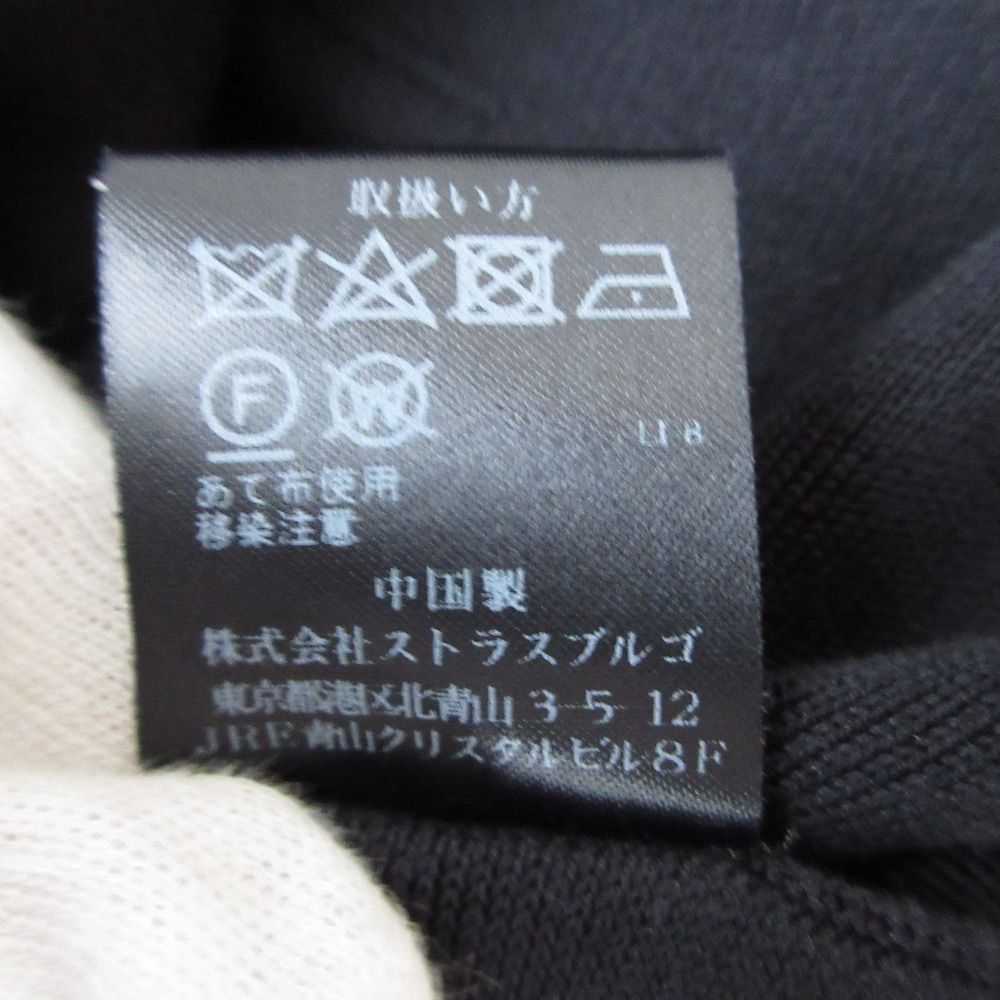 取扱い方
F W
LI 8
あて布使用
移染注意
中国製
株式会社ストラスブルゴ
東京都港区北青山3-5-12
JRE青山クリスタルビル8F